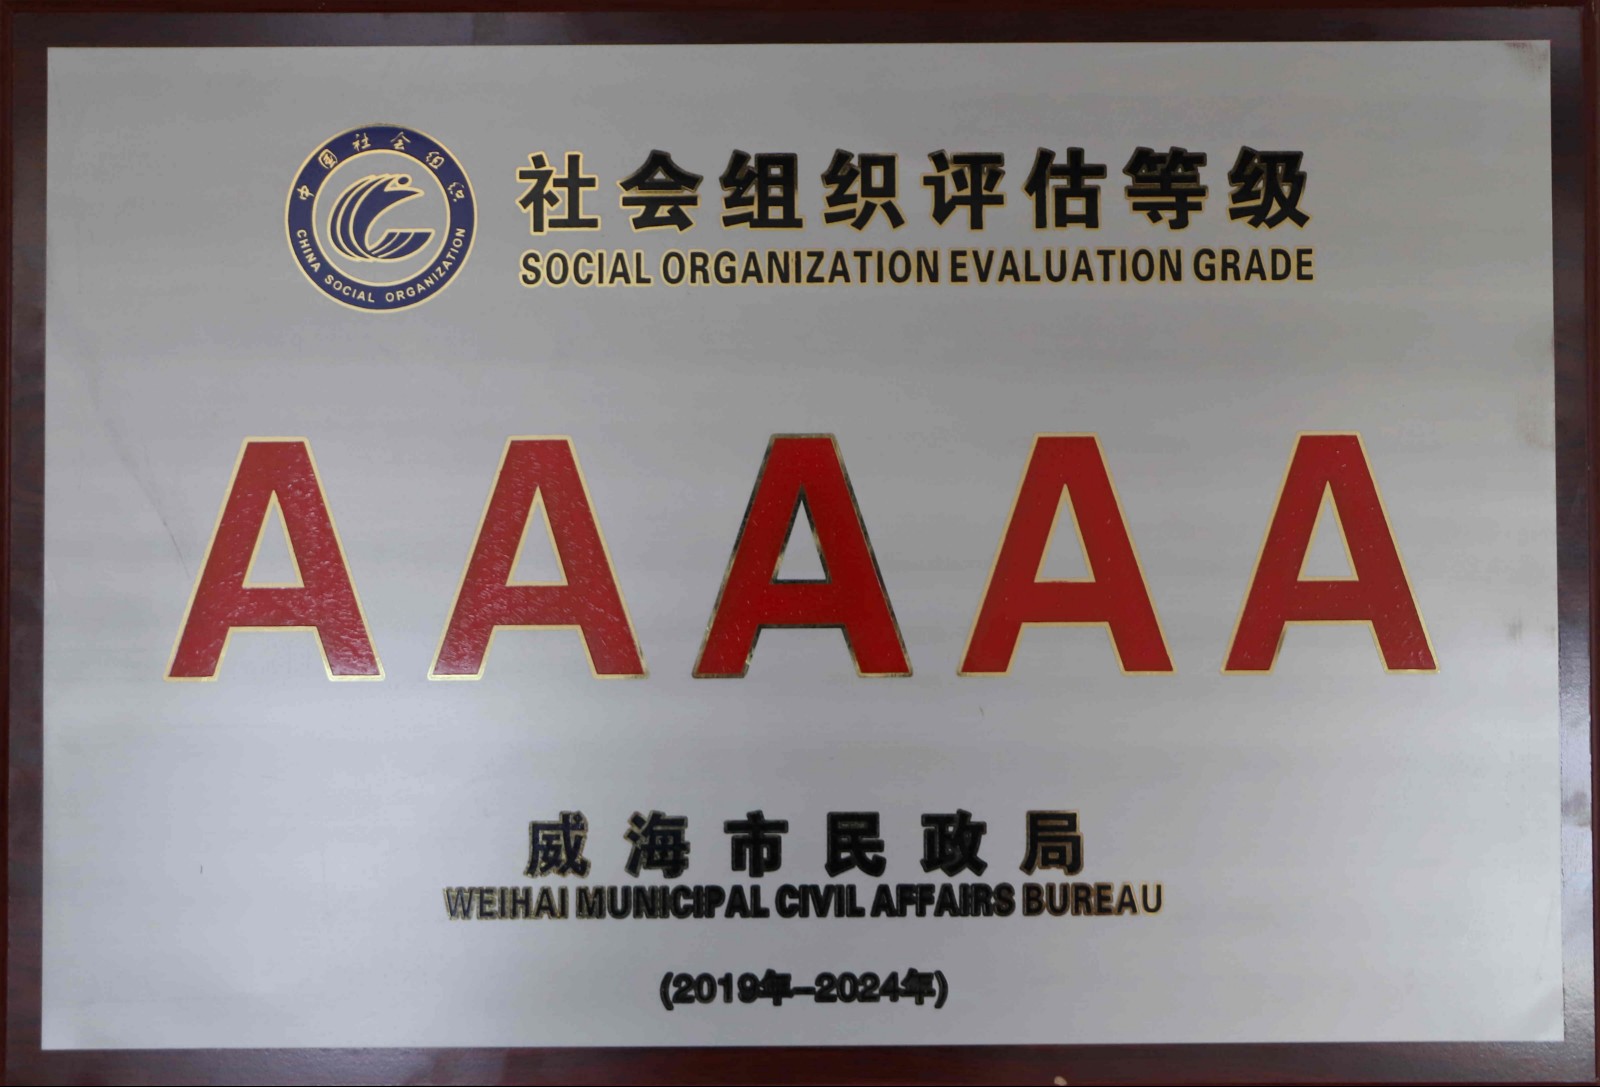 中国社会组织
CHINA SOCIAL ORGANIZATION
社会组织评估等级
SOCIAL ORGANIZATION EVALUATION GRADE
AAAAA
威海市民政局
WEIHAI MUNICIPAL CIVIL AFFAIRS BUREAU
(2019年-2024年)